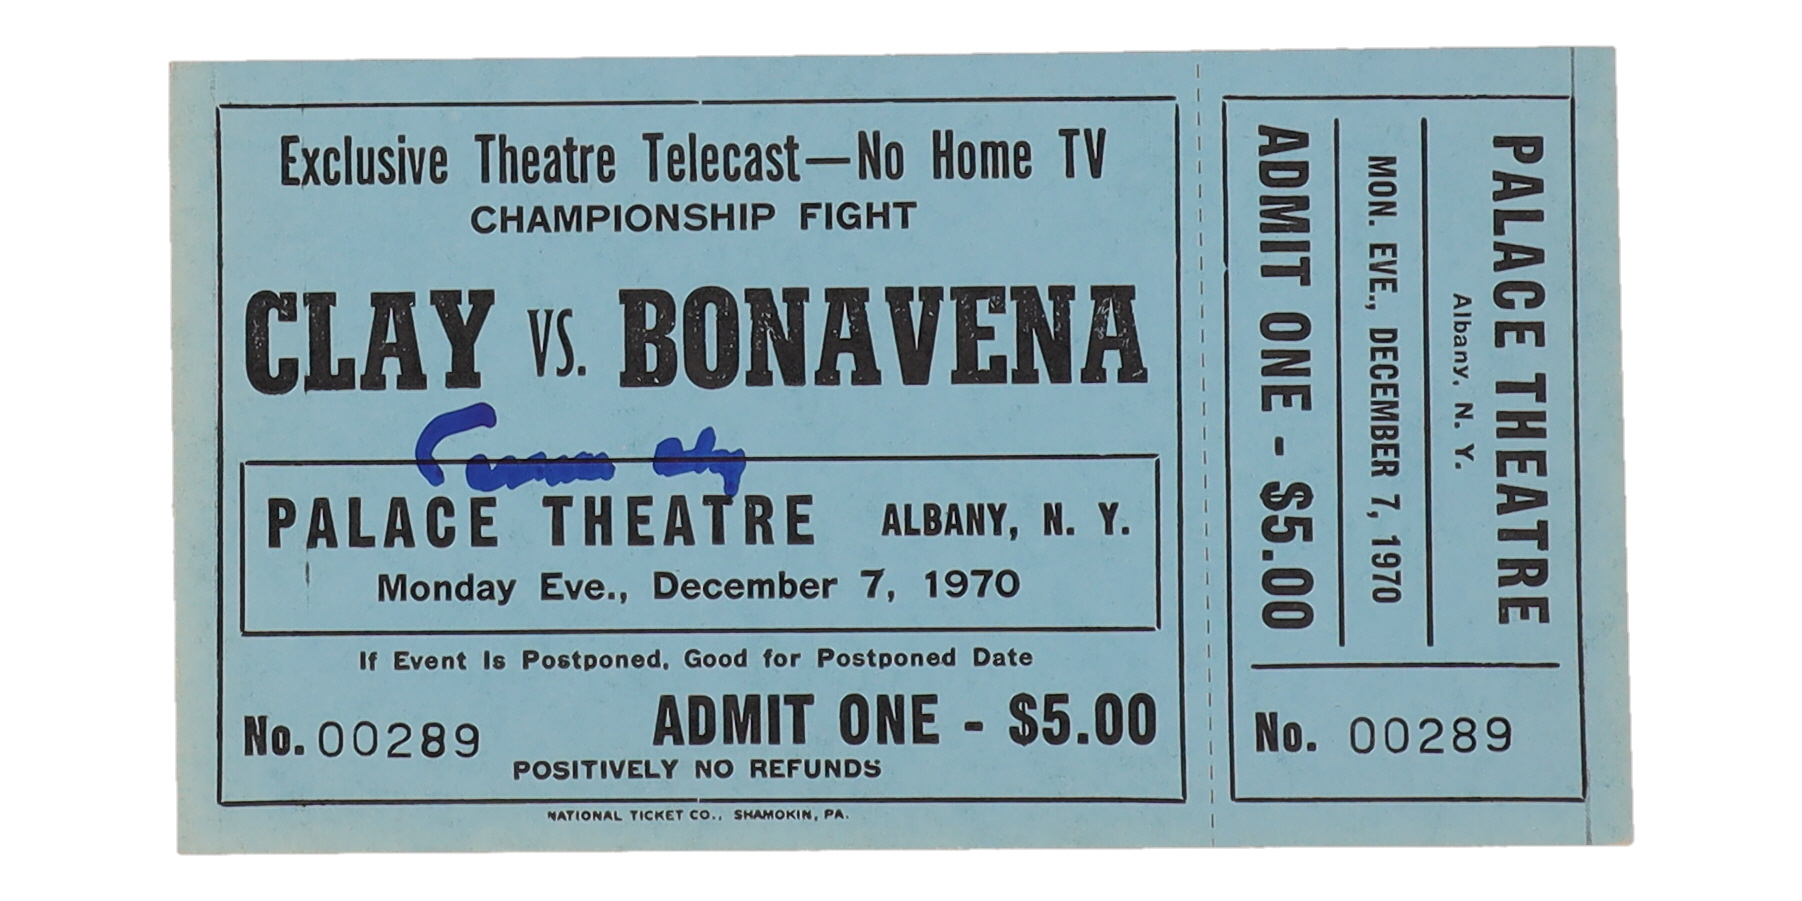 Exclusive Theatre Telecast—No Home TV
CHAMPIONSHIP FIGHT
CLAY VS. BONAVENA
PALACE THEATRE ALBANY, N. Y.
Monday Eve., December 7, 1970
If Event Is Postponed, Good for Postponed Date
No. 00289 ADMIT ONE - $5.00
POSITIVELY NO REFUNDS
NATIONAL TICKET CO., SHAMOKIN, PA.
PALACE THEATRE
Albany, N. Y.
MON. EVE., DECEMBER 7, 1970
ADMIT ONE - $5.00
No. 00289